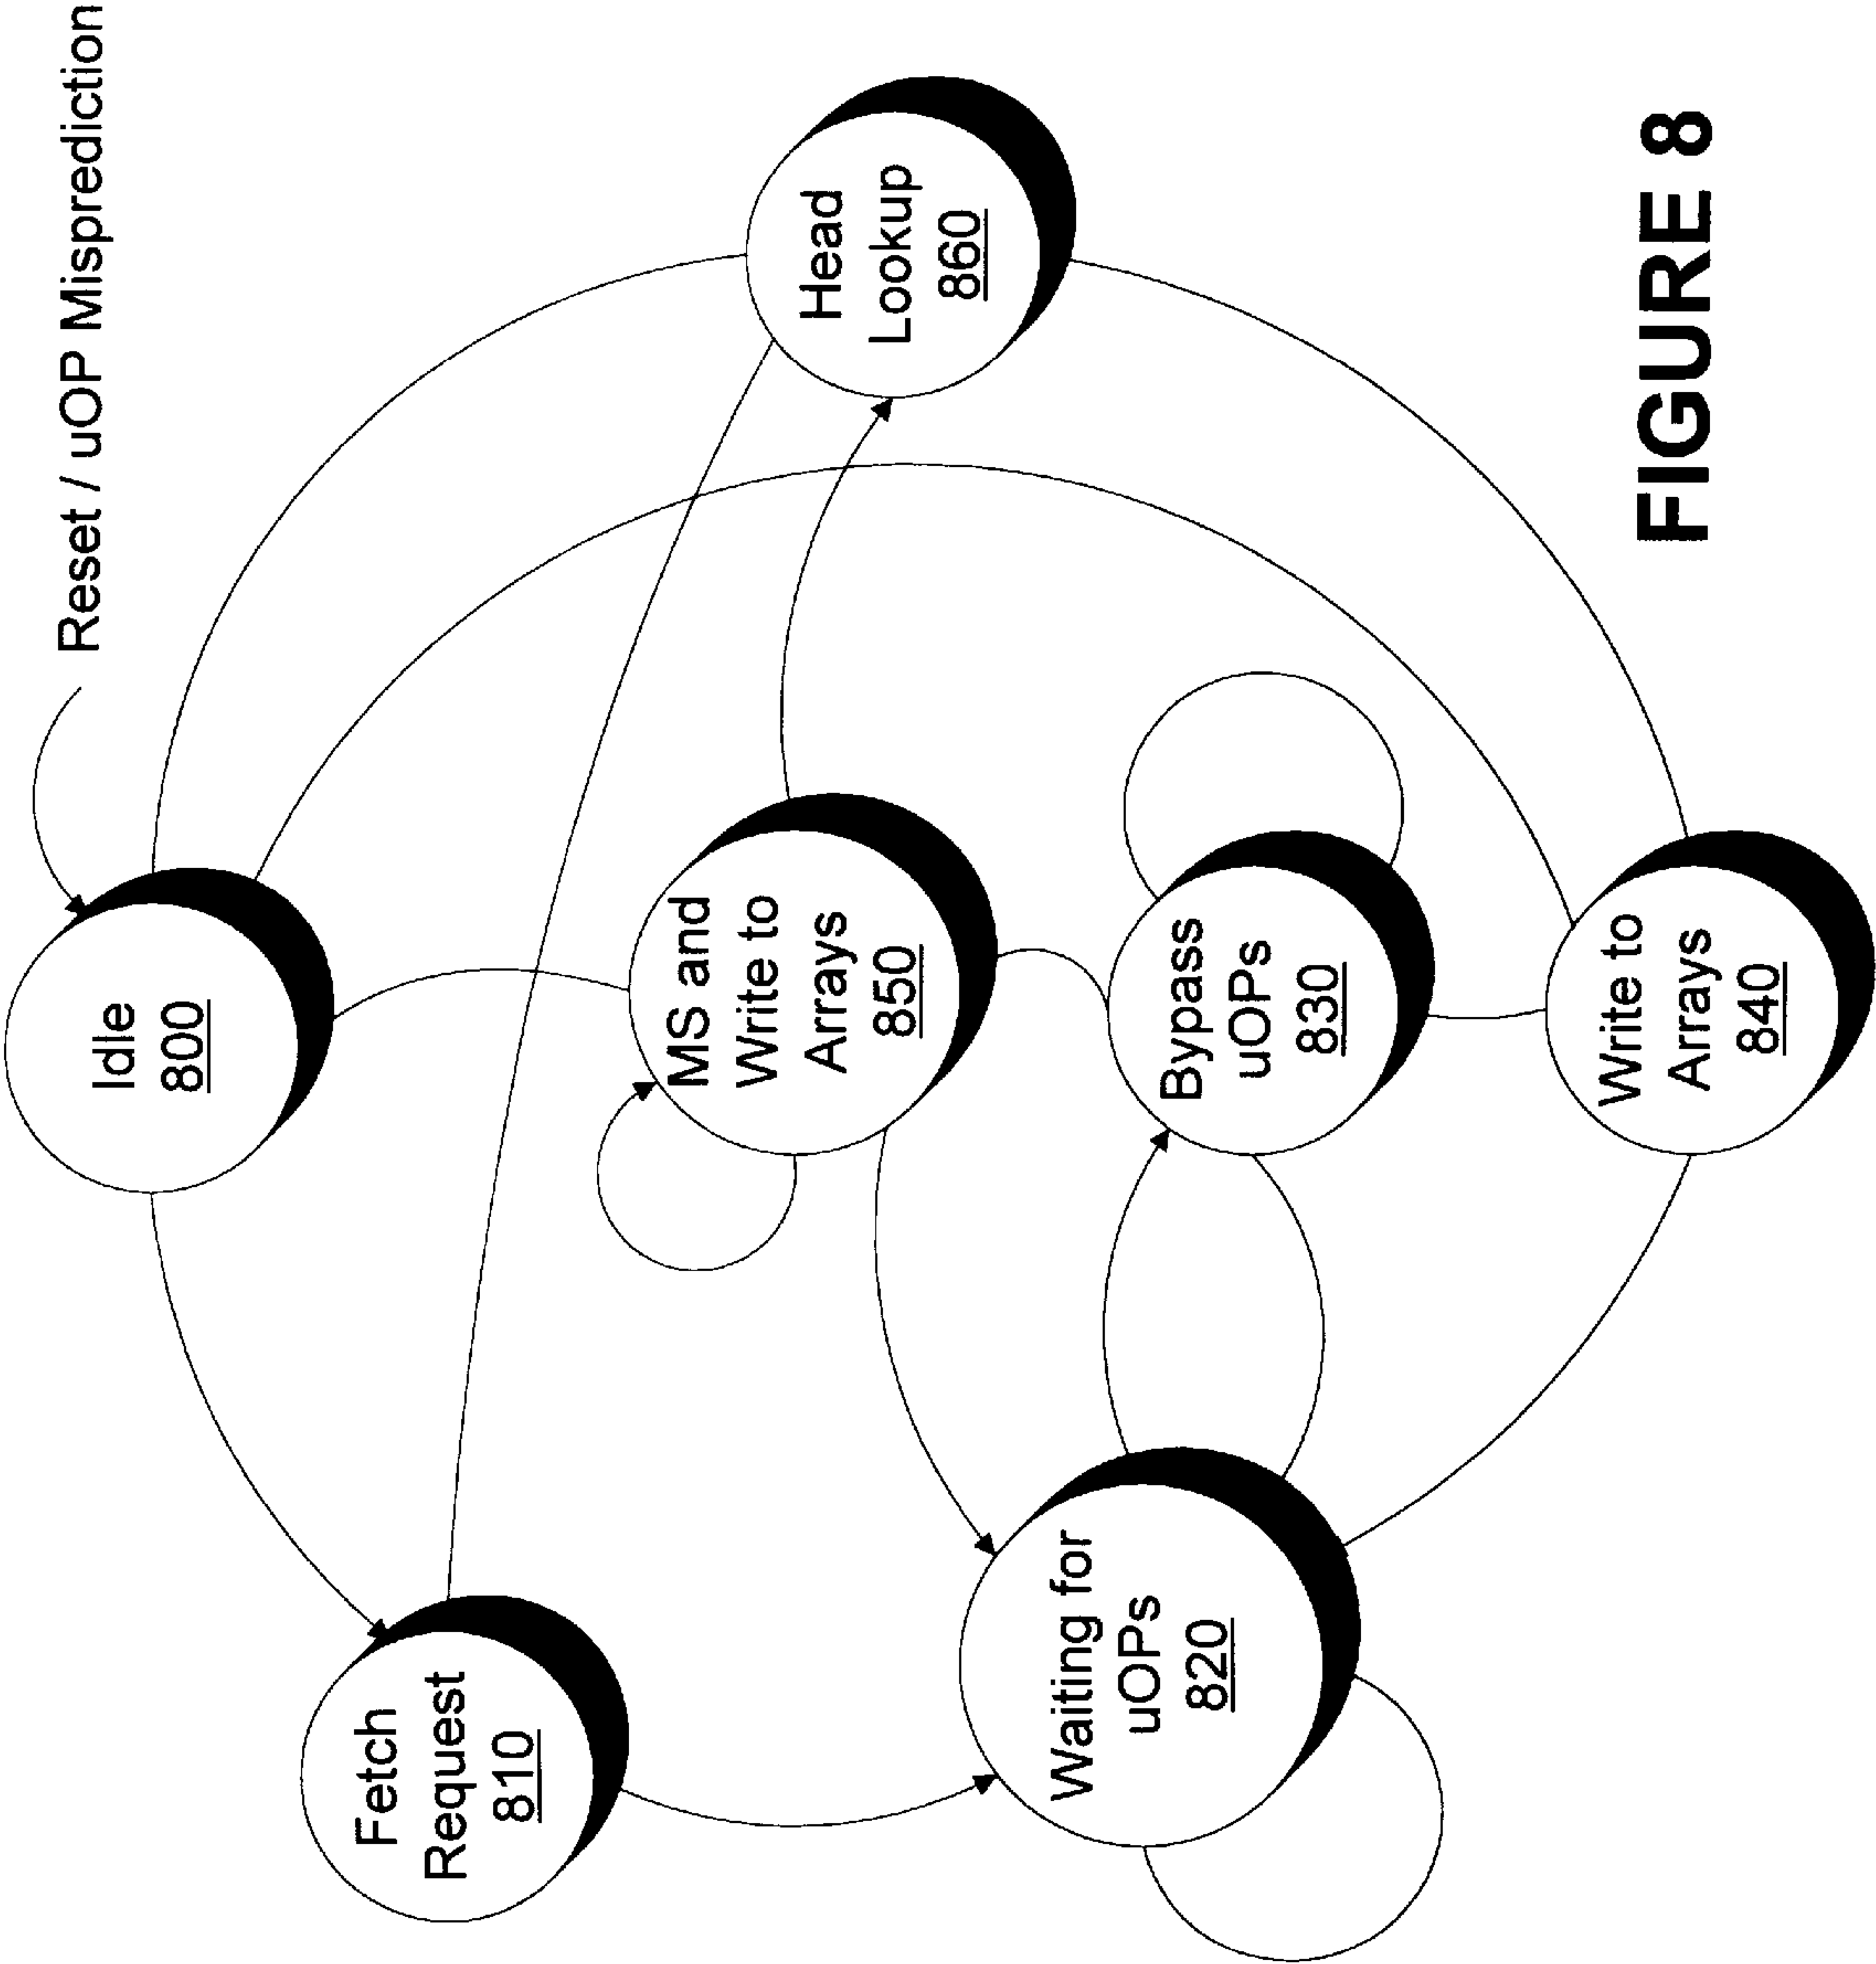 Reset / uOP Misprediction
Idle
800
Fetch
Request
810
MS and
Write to
Arrays
850
Head
Lookup
860
Waiting for
uOPs
820
Bypass
uOPs
830
Write to
Arrays
840
FIGURE 8